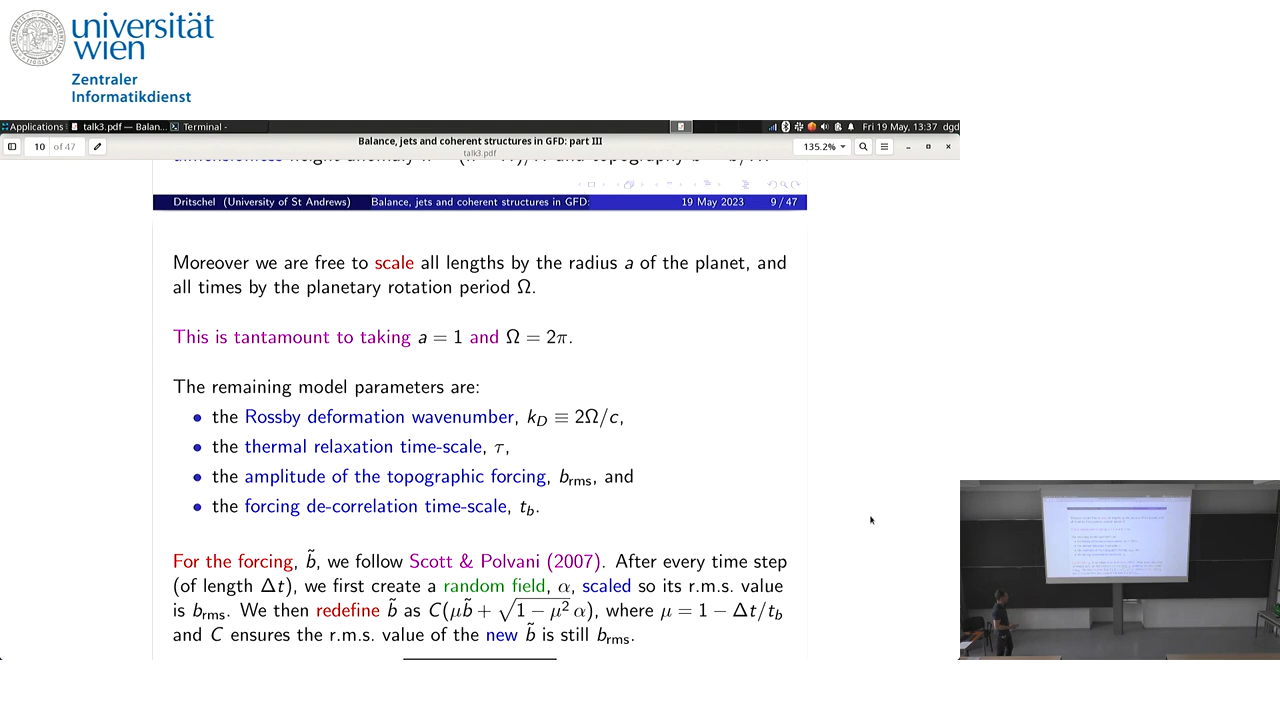 universität
wien
Zentraler
Informatikdienst
Applications talk3.pdf — Balan... Terminal - Fri 19 May, 13:37 dgd
10 of 47 Balance, jets and coherent structures in GFD: part III 135.2%
talk3.pdf
Dritschel (University of St Andrews) Balance, jets and coherent structures in GFD: 19 May 2023 9 / 47
Moreover we are free to scale all lengths by the radius a of the planet, and
all times by the planetary rotation period Ω.
This is tantamount to taking a = 1 and Ω = 2π.
The remaining model parameters are:
• the Rossby deformation wavenumber, k_D ≡ 2Ω/c,
• the thermal relaxation time-scale, τ,
• the amplitude of the topographic forcing, b_rms, and
• the forcing de-correlation time-scale, t_b.
For the forcing, b̃, we follow Scott & Polvani (2007). After every time step
(of length Δt), we first create a random field, α, scaled so its r.m.s. value
is b_rms. We then redefine b̃ as C(μb̃ + √(1 − μ²) α), where μ = 1 − Δt/t_b
and C ensures the r.m.s. value of the new b̃ is still b_rms.